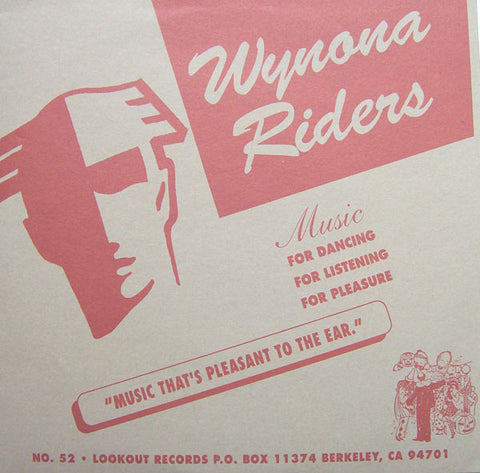 Wynona
Riders
Music
FOR DANCING
FOR LISTENING
FOR PLEASURE
"MUSIC THAT'S PLEASANT TO THE EAR."
NO. 52 • LOOKOUT RECORDS P.O. BOX 11374 BERKELEY, CA 94701